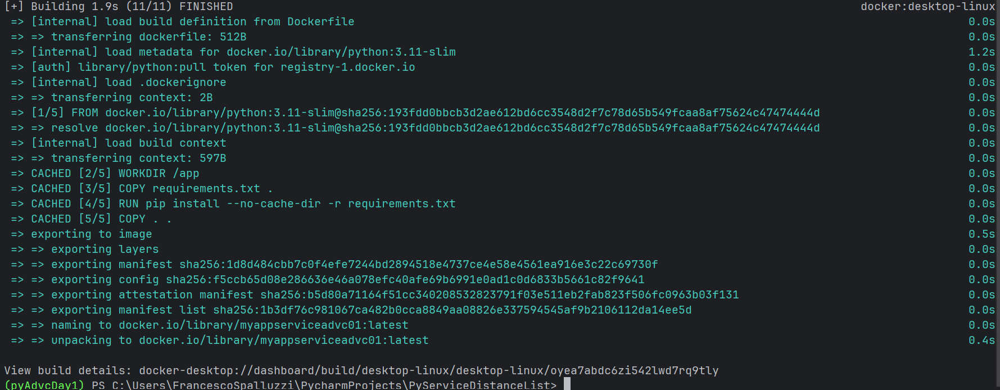 [+] Building 1.9s (11/11) FINISHED docker:desktop-linux
=> [internal] load build definition from Dockerfile 0.0s
=> => transferring dockerfile: 512B 0.0s
=> [internal] load metadata for docker.io/library/python:3.11-slim 1.2s
=> [auth] library/python:pull token for registry-1.docker.io 0.0s
=> [internal] load .dockerignore 0.0s
=> => transferring context: 2B 0.0s
=> [1/5] FROM docker.io/library/python:3.11-slim@sha256:193fdd0bbcb3d2ae612bd6cc3548d2f7c78d65b549fcaa8af75624c47474444d 0.0s
=> => resolve docker.io/library/python:3.11-slim@sha256:193fdd0bbcb3d2ae612bd6cc3548d2f7c78d65b549fcaa8af75624c47474444d 0.0s
=> [internal] load build context 0.0s
=> => transferring context: 597B 0.0s
=> CACHED [2/5] WORKDIR /app 0.0s
=> CACHED [3/5] COPY requirements.txt . 0.0s
=> CACHED [4/5] RUN pip install --no-cache-dir -r requirements.txt 0.0s
=> CACHED [5/5] COPY . . 0.0s
=> exporting to image 0.5s
=> => exporting layers 0.0s
=> => exporting manifest sha256:1d8d484cbb7c0f4efe7244bd2894518e4737ce4e58e4561ea916e3c22c69730f 0.0s
=> => exporting config sha256:f5ccb65d08e286636e46a078efc40afe69b6991e0ad1c0d6833b5661c82f9641 0.0s
=> => exporting attestation manifest sha256:b5d80a71164f51cc340208532823791f03e511eb2fab823f506fc0963b03f131 0.0s
=> => exporting manifest list sha256:1b3df76c981067ca482b0cca8849aa08826e337594545af9b2106112da14ee5d 0.0s
=> => naming to docker.io/library/myappserviceadvc01:latest 0.0s
=> => unpacking to docker.io/library/myappserviceadvc01:latest 0.4s
View build details: docker-desktop://dashboard/build/desktop-linux/desktop-linux/oyea7abdc6zi542lwd7rq9tly
(pyAdvcDay1) PS C:\Users\FrancescoSpalluzzi\PycharmProjects\PyServiceDistanceList>